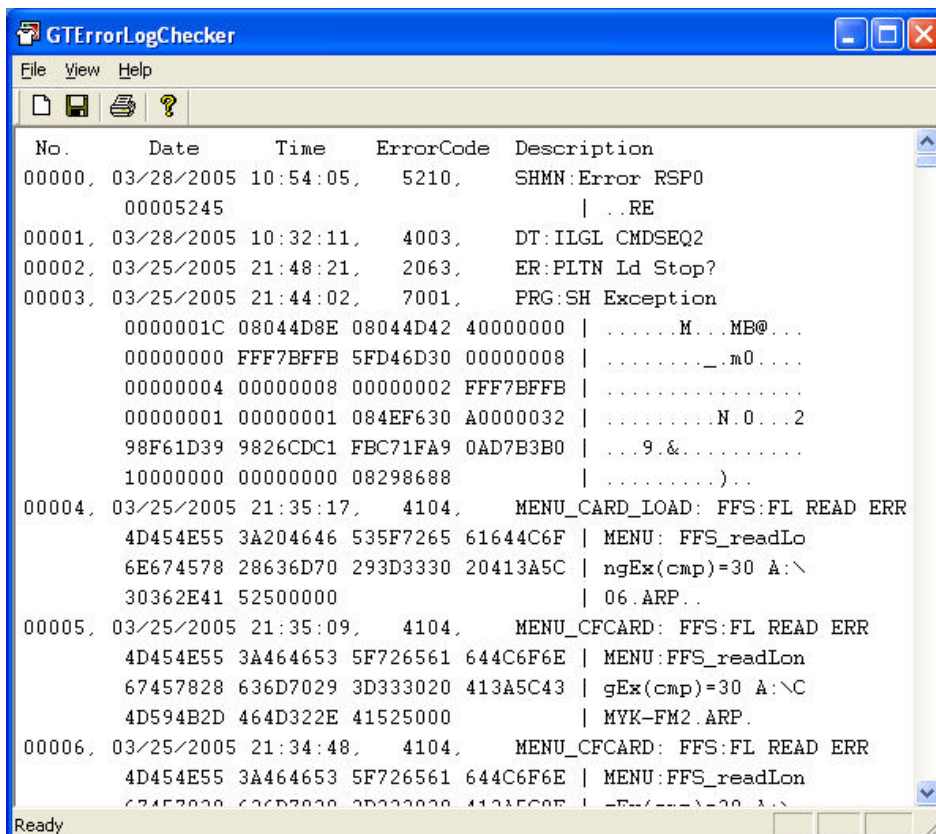 GTErrorLogChecker
File View Help
No. Date Time ErrorCode Description
00000, 03/28/2005 10:54:05, 5210, SHMN:Error RSP0
00005245 | ..RE
00001, 03/28/2005 10:32:11, 4003, DT:ILGL CMDSEQ2
00002, 03/25/2005 21:48:21, 2063, ER:PLTN Ld Stop?
00003, 03/25/2005 21:44:02, 7001, PRG:SH Exception
0000001C 08044D8E 08044D42 40000000 | ......M...MB@...
00000000 FFF7BFFB 5FD46D30 00000008 | ........_.m0....
00000004 00000008 00000002 FFF7BFFB | ................
00000001 00000001 084EF630 A0000032 | .........N.0...2
98F61D39 9826CDC1 FBC71FA9 0AD7B3B0 | ...9.&..........
10000000 00000000 08298688 | .........)..
00004, 03/25/2005 21:35:17, 4104, MENU_CARD_LOAD: FFS:FL READ ERR
4D454E55 3A204646 535F7265 61644C6F | MENU: FFS_readLo
6E674578 28636D70 293D3330 20413A5C | ngEx(cmp)=30 A:\
30362E41 52500000 | 06.ARP..
00005, 03/25/2005 21:35:09, 4104, MENU_CFCARD: FFS:FL READ ERR
4D454E55 3A464653 5F726561 644C6F6E | MENU:FFS_readLon
67457828 636D7029 3D333020 413A5C43 | gEx(cmp)=30 A:\C
4D594B2D 464D322E 41525000 | MYK-FM2.ARP.
00006, 03/25/2005 21:34:48, 4104, MENU_CFCARD: FFS:FL READ ERR
4D454E55 3A464653 5F726561 644C6F6E | MENU:FFS_readLon
Ready